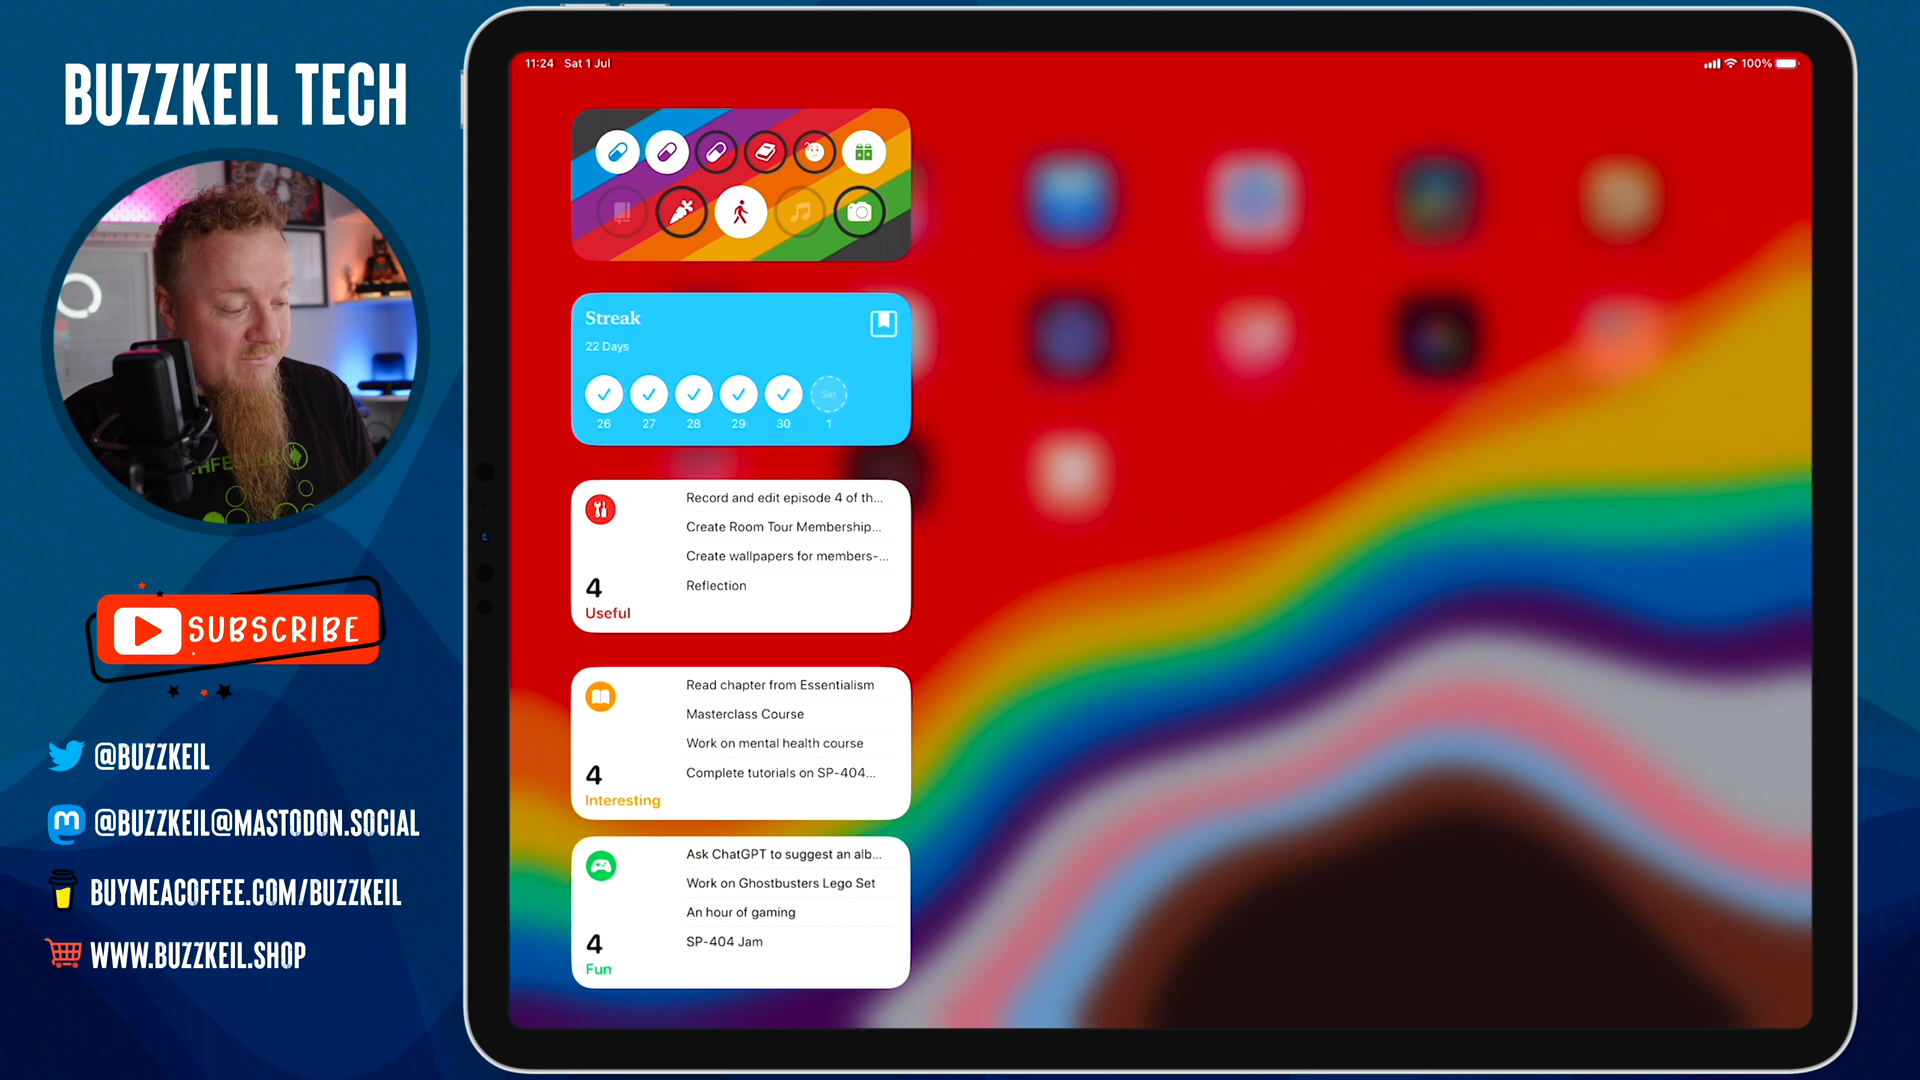 BUZZKEIL TECH
SUBSCRIBE
@BUZZKEIL
@BUZZKEIL@MASTODON.SOCIAL
BUYMEACOFFEE.COM/BUZZKEIL
WWW.BUZZKEIL.SHOP
11:24 Sat 1 Jul
100%
Streak
22 Days
Sat
26 27 28 29 30 1
Record and edit episode 4 of th...
Create Room Tour Membership...
Create wallpapers for members-...
Reflection
4
Useful
Read chapter from Essentialism
Masterclass Course
Work on mental health course
Complete tutorials on SP-404...
4
Interesting
Ask ChatGPT to suggest an alb...
Work on Ghostbusters Lego Set
An hour of gaming
SP-404 Jam
4
Fun